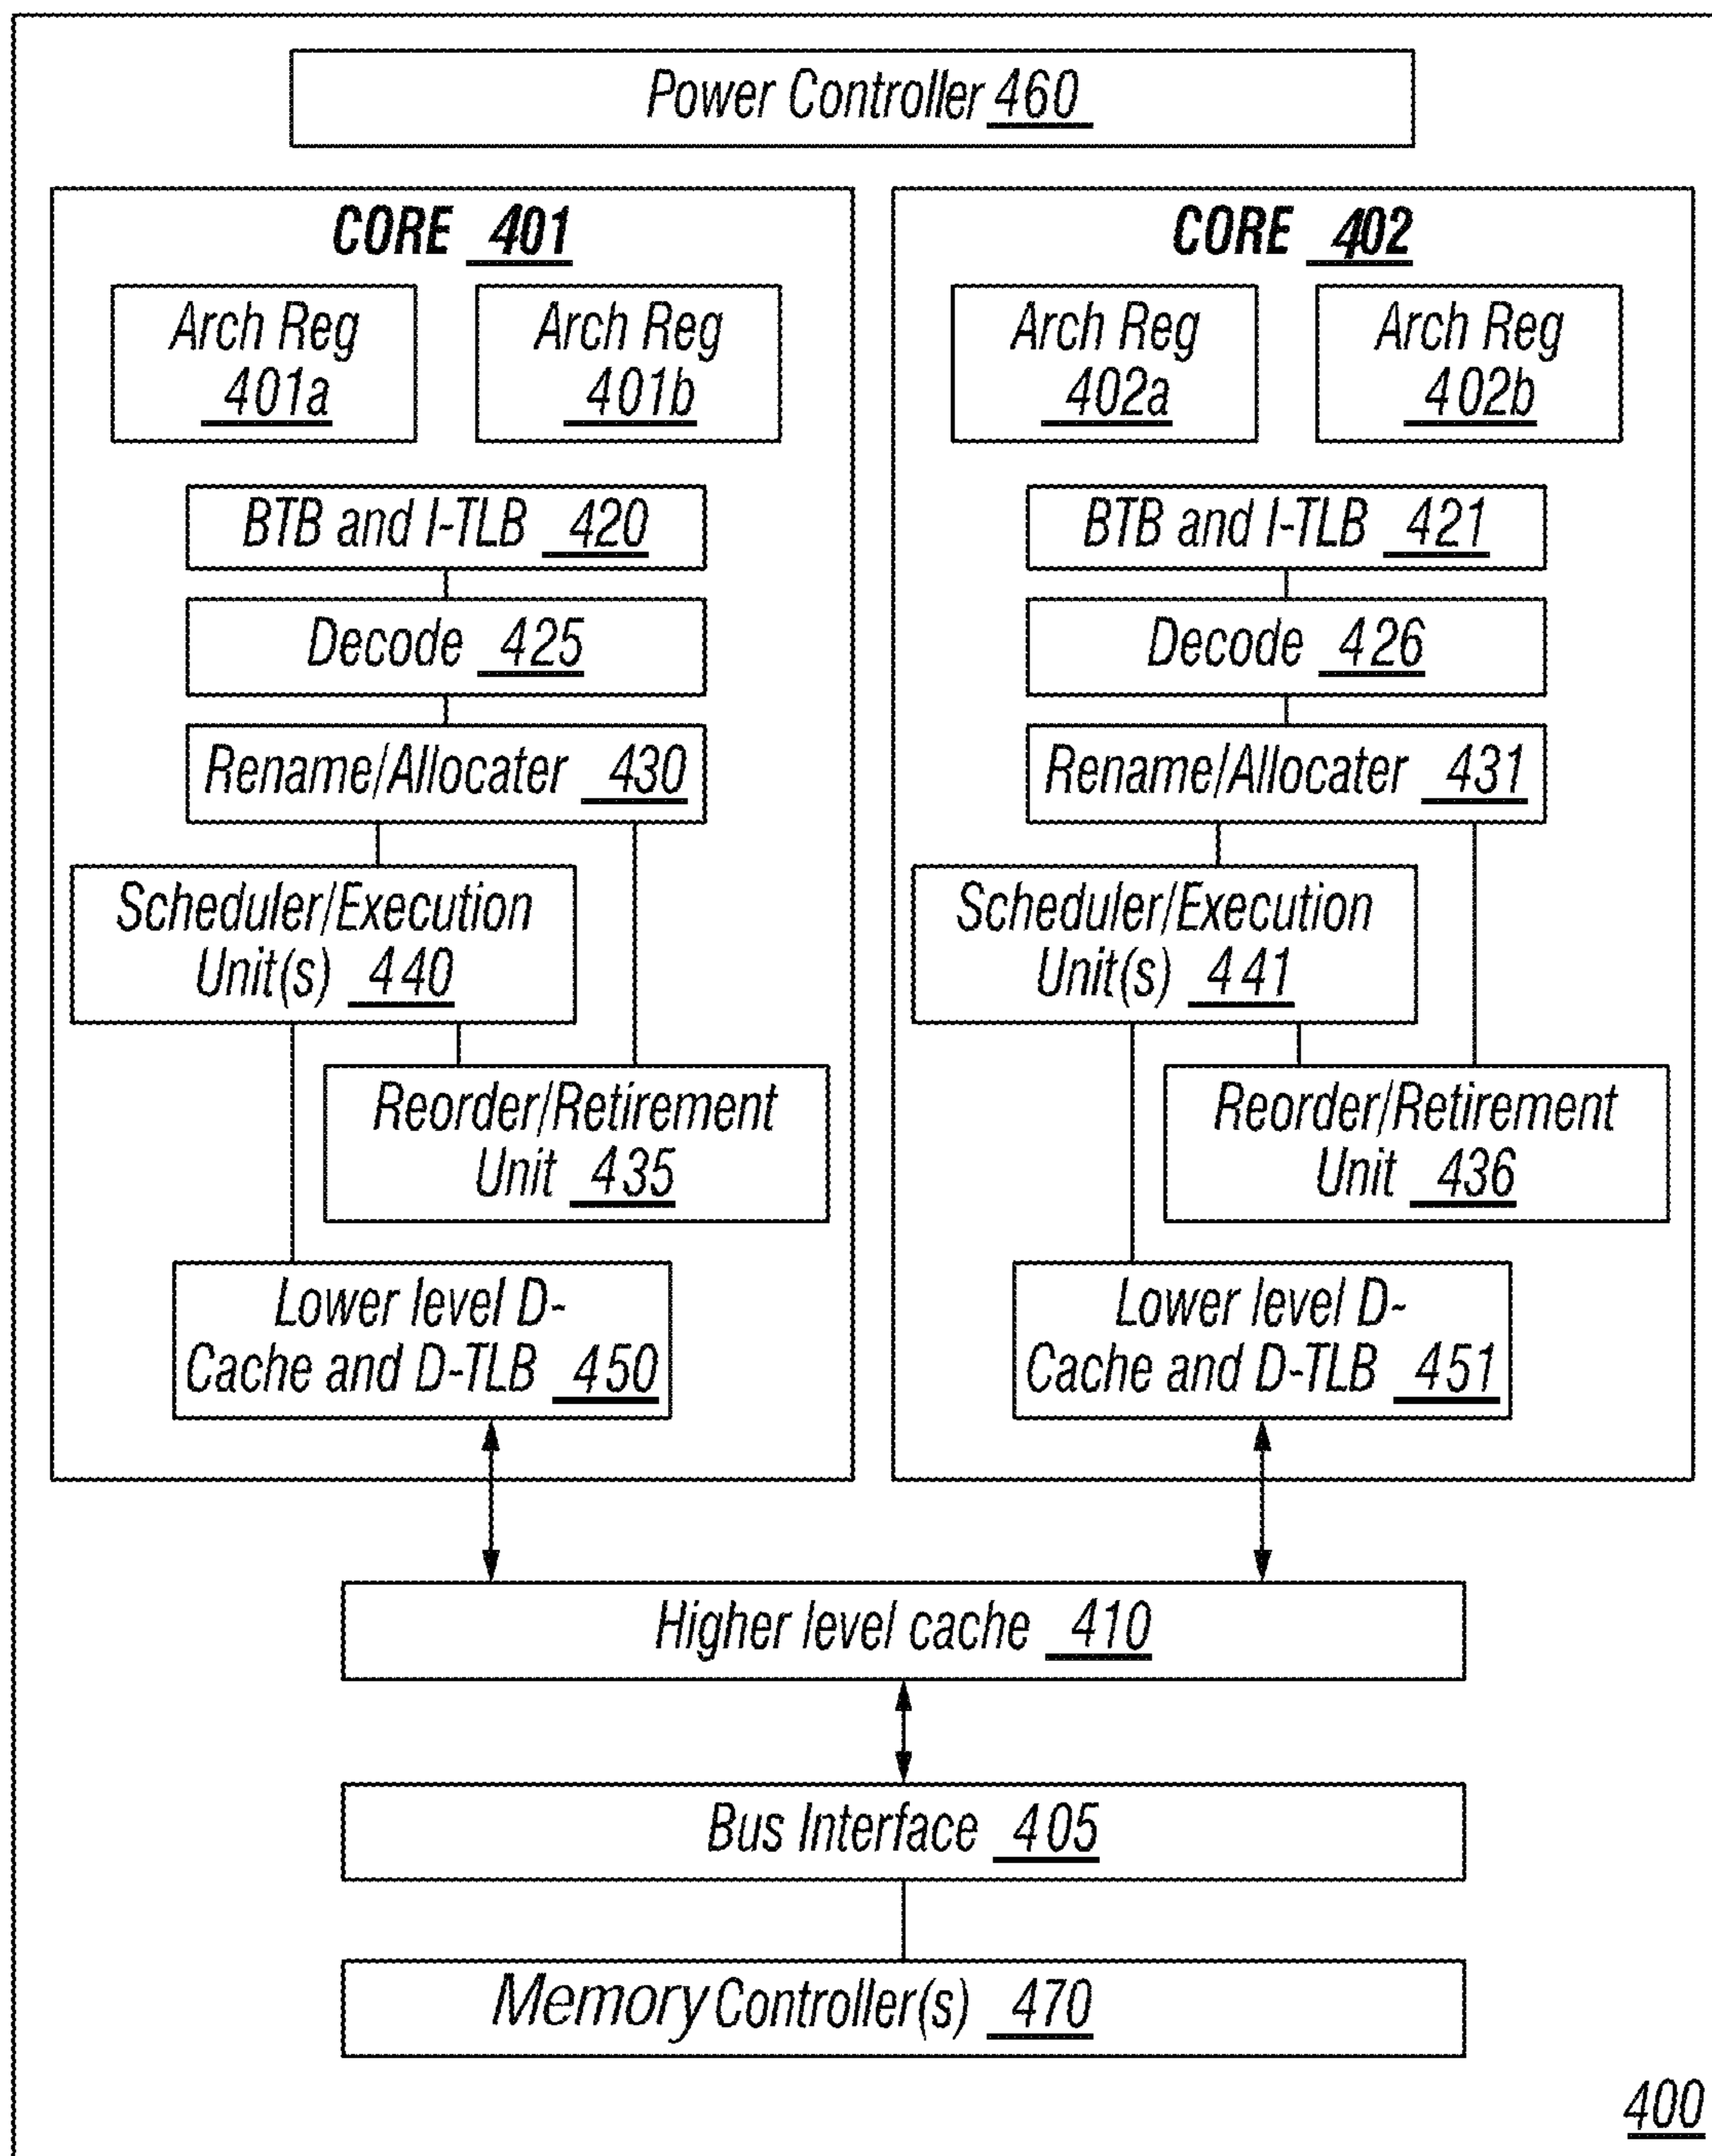 Power Controller 460
CORE 401
Arch Reg
401a
Arch Reg
401b
BTB and I-TLB 420
Decode 425
Rename/Allocater 430
Scheduler/Execution
Unit(s) 440
Reorder/Retirement
Unit 435
Lower level D-
Cache and D-TLB 450
CORE 402
Arch Reg
402a
Arch Reg
402b
BTB and I-TLB 421
Decode 426
Rename/Allocater 431
Scheduler/Execution
Unit(s) 441
Reorder/Retirement
Unit 436
Lower level D-
Cache and D-TLB 451
Higher level cache 410
Bus Interface 405
Memory Controller(s) 470
400